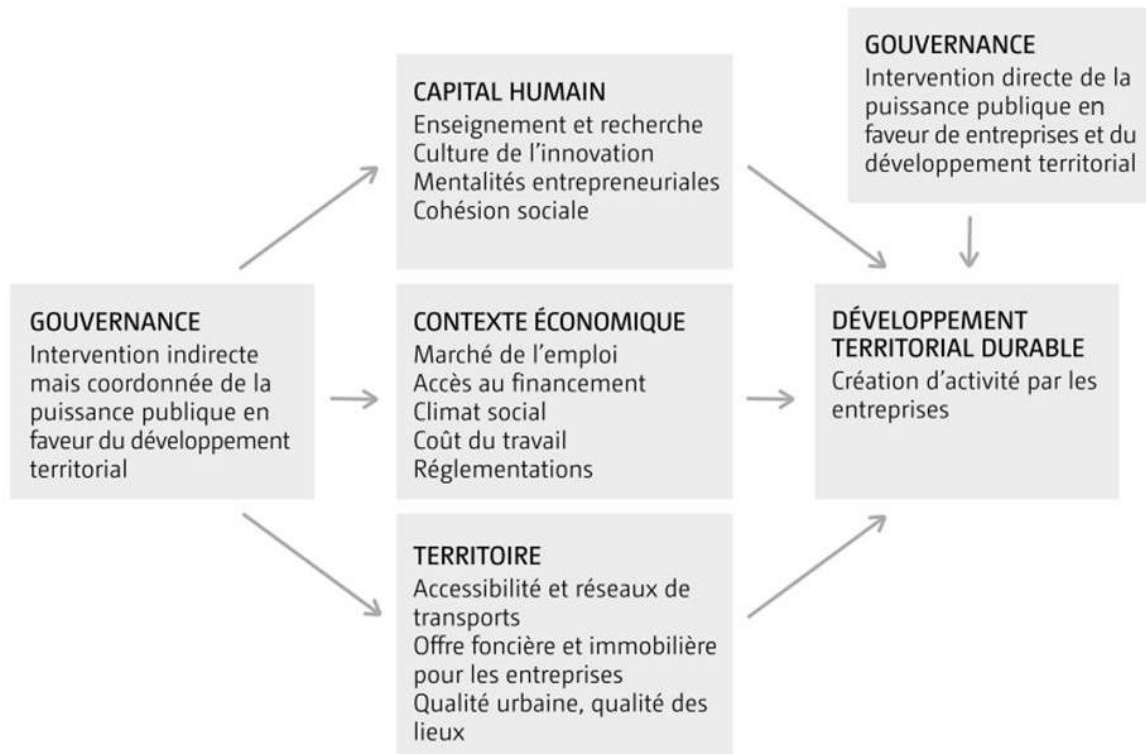 GOUVERNANCE
Intervention indirecte
mais coordonnée de la
puissance publique en
faveur du développement
territorial
CAPITAL HUMAIN
Enseignement et recherche
Culture de l’innovation
Mentalités entrepreneuriales
Cohésion sociale
CONTEXTE ÉCONOMIQUE
Marché de l’emploi
Accès au financement
Climat social
Coût du travail
Réglementations
TERRITOIRE
Accessibilité et réseaux de
transports
Offre foncière et immobilière
pour les entreprises
Qualité urbaine, qualité des
lieux
GOUVERNANCE
Intervention directe de la
puissance publique en
faveur de entreprises et du
développement territorial
DÉVELOPPEMENT
TERRITORIAL DURABLE
Création d’activité par les
entreprises